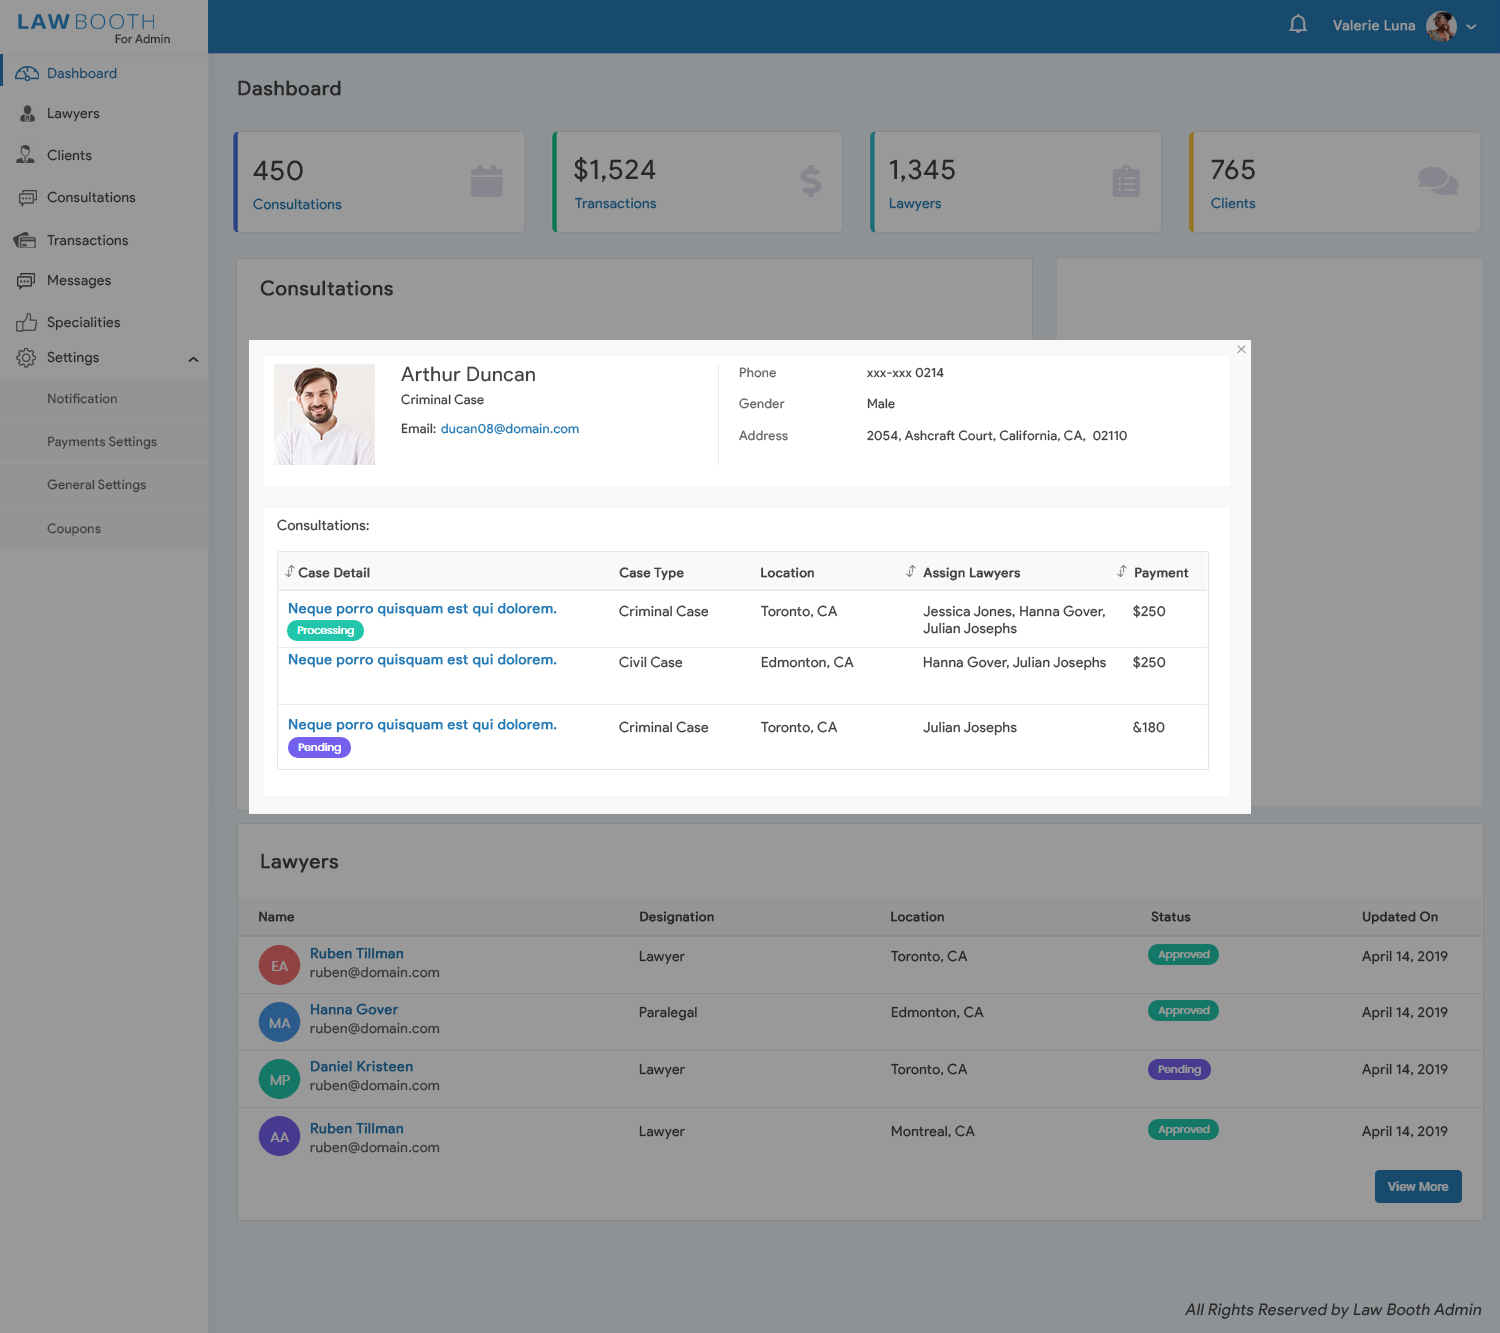 LAW BOOTH
For Admin
Valerie Luna
Dashboard
Lawyers
Clients
Consultations
Transactions
Messages
Specialities
Settings
Notification
Payments Settings
General Settings
Coupons
Dashboard
450
Consultations
$1,524
Transactions
1,345
Lawyers
765
Clients
Consultations
Arthur Duncan
Criminal Case
Email: ducan08@domain.com
Phone xxx-xxx 0214
Gender Male
Address 2054, Ashcraft Court, California, CA, 02110
Consultations:
Case Detail Case Type Location Assign Lawyers Payment
Neque porro quisquam est qui dolorem. Criminal Case Toronto, CA Jessica Jones, Hanna Gover, $250
Processing Julian Josephs
Neque porro quisquam est qui dolorem. Civil Case Edmonton, CA Hanna Gover, Julian Josephs $250
Neque porro quisquam est qui dolorem. Criminal Case Toronto, CA Julian Josephs &180
Pending
Lawyers
Name Designation Location Status Updated On
EA Ruben Tillman Lawyer Toronto, CA Approved April 14, 2019
ruben@domain.com
MA Hanna Gover Paralegal Edmonton, CA Approved April 14, 2019
ruben@domain.com
MP Daniel Kristeen Lawyer Toronto, CA Pending April 14, 2019
ruben@domain.com
AA Ruben Tillman Lawyer Montreal, CA Approved April 14, 2019
ruben@domain.com
View More
All Rights Reserved by Law Booth Admin